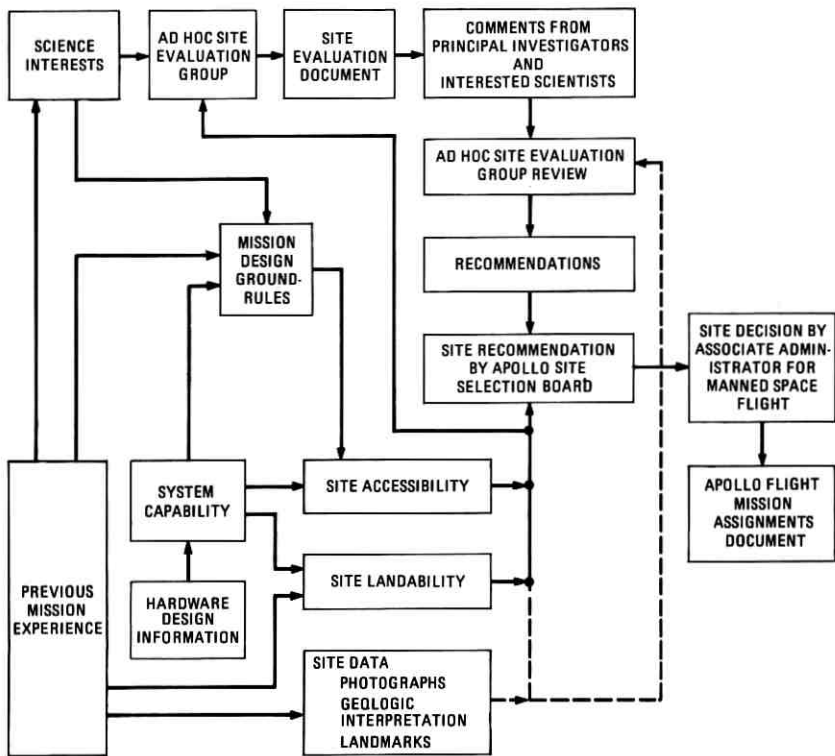 SCIENCE
INTERESTS
AD HOC SITE
EVALUATION
GROUP
SITE
EVALUATION
DOCUMENT
COMMENTS FROM
PRINCIPAL INVESTIGATORS
AND
INTERESTED SCIENTISTS
AD HOC SITE EVALUATION
GROUP REVIEW
MISSION
DESIGN
GROUND-
RULES
RECOMMENDATIONS
SITE RECOMMENDATION
BY APOLLO SITE
SELECTION BOARD
SITE DECISION BY
ASSOCIATE ADMIN-
ISTRATOR FOR
MANNED SPACE
FLIGHT
SYSTEM
CAPABILITY
SITE ACCESSIBILITY
APOLLO FLIGHT
MISSION
ASSIGNMENTS
DOCUMENT
PREVIOUS
MISSION
EXPERIENCE
HARDWARE
DESIGN
INFORMATION
SITE LANDABILITY
SITE DATA
PHOTOGRAPHS
GEOLOGIC
INTERPRETATION
LANDMARKS